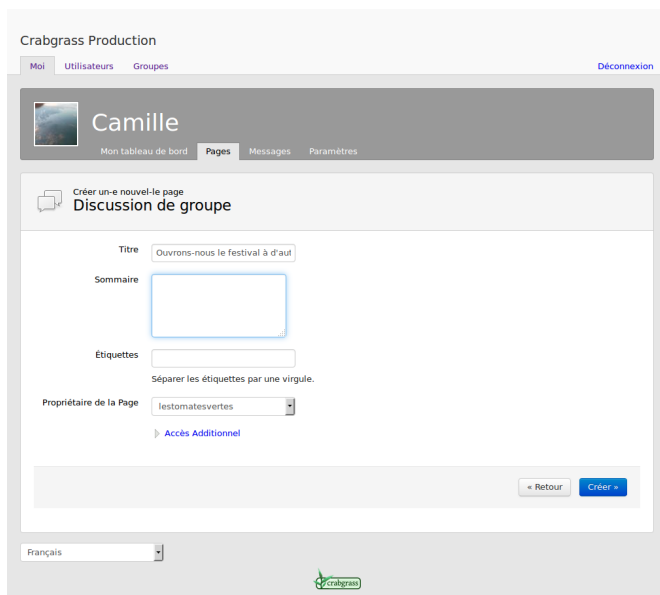 Crabgrass Production
Moi Utilisateurs Groupes Déconnexion
Camille
Mon tableau de bord Pages Messages Paramètres
Créer un-e nouvel-le page
Discussion de groupe
Titre Ouvrons-nous le festival à d'aut
Sommaire
Étiquettes
Séparer les étiquettes par une virgule.
Propriétaire de la Page lestomatesvertes
Accès Additionnel
« Retour Créer »
Français
crabgrass